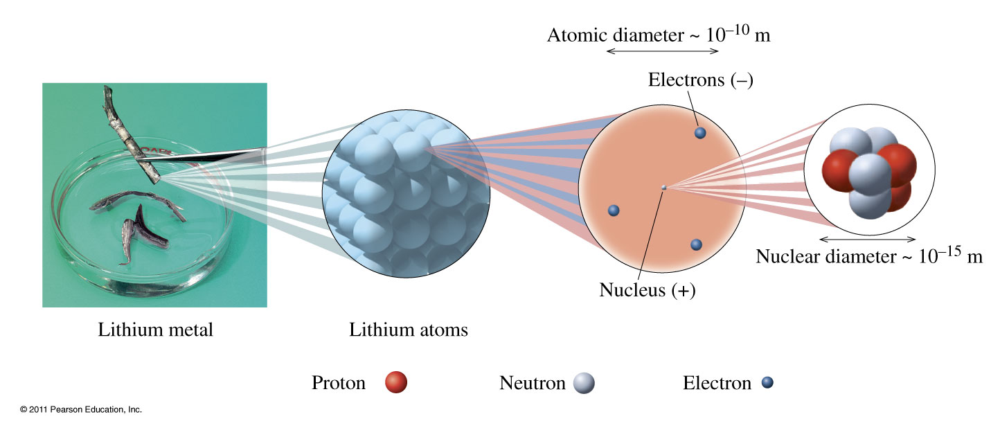 Atomic diameter ~ 10⁻¹⁰ m
Electrons (–)
Nucleus (+)
Nuclear diameter ~ 10⁻¹⁵ m
Lithium metal
Lithium atoms
Proton
Neutron
Electron
© 2011 Pearson Education, Inc.